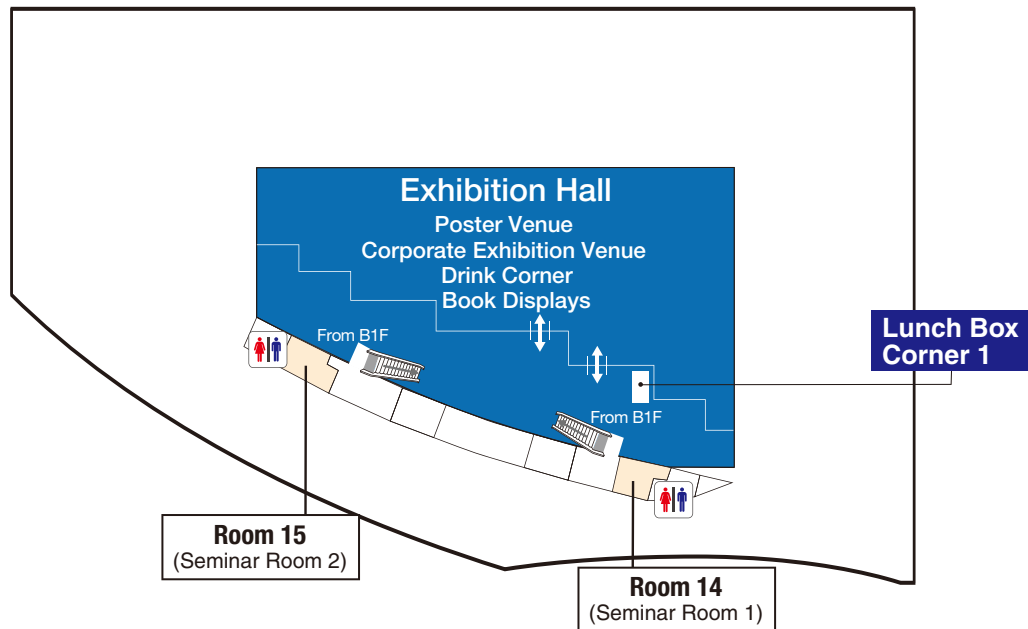 Exhibition Hall
Poster Venue
Corporate Exhibition Venue
Drink Corner
Book Displays
From B1F
Lunch Box
Corner 1
From B1F
Room 15
(Seminar Room 2)
Room 14
(Seminar Room 1)